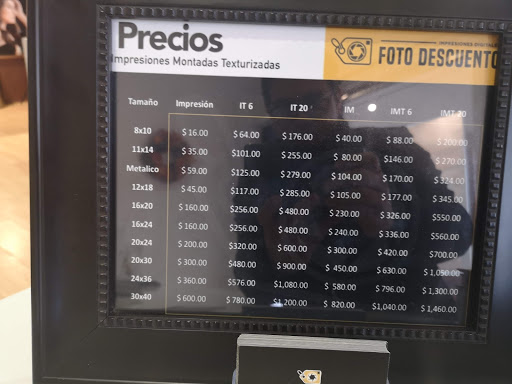 Precios
Impresiones Montadas Texturizadas
IMPRESIONES DIGITALES
FOTO DESCUENTO
Tamaño Impresión IT 6 IT 20 IM IMT 6 IMT 20
8x10 $ 16.00 $ 64.00 $ 176.00 $ 40.00 $ 88.00 $ 200.00
11x14 $ 35.00 $101.00 $ 255.00 $ 80.00 $146.00 $ 270.00
Metalico $ 59.00 $125.00 $ 279.00 $ 104.00 $ 170.00 $ 324.00
12x18 $ 45.00 $117.00 $ 285.00 $ 105.00 $ 177.00 $ 345.00
16x20 $ 160.00 $256.00 $ 480.00 $ 230.00 $ 326.00 $550.00
16x24 $ 160.00 $256.00 $ 480.00 $ 240.00 $ 336.00 $560.00
20x24 $ 200.00 $320.00 $ 600.00 $ 300.00 $ 420.00 $700.00
20x30 $ 300.00 $480.00 $ 900.00 $ 450.00 $ 630.00 $ 1,050.00
24x36 $ 360.00 $576.00 $1,080.00 $ 580.00 $ 796.00 $ 1,300.00
30x40 $ 600.00 $ 780.00 $1,200.00 $ 820.00 $1,040.00 $ 1,460.00